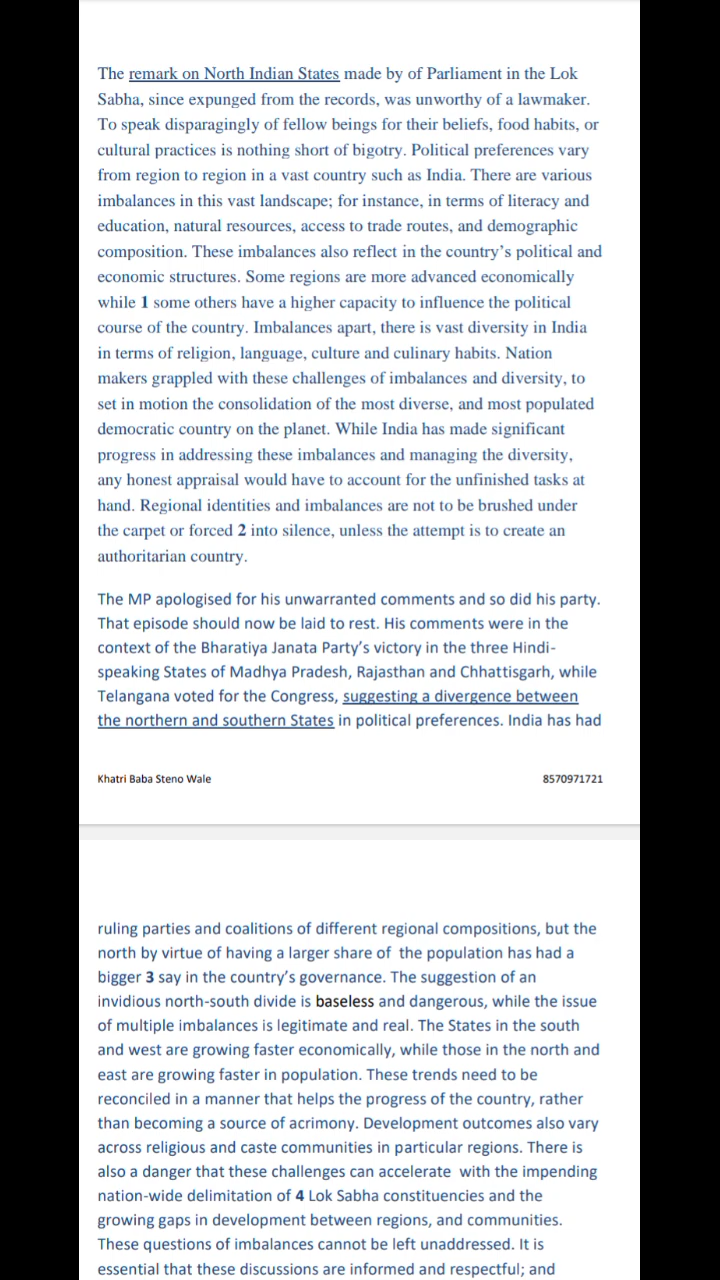 The remark on North Indian States made by of Parliament in the Lok
Sabha, since expunged from the records, was unworthy of a lawmaker.
To speak disparagingly of fellow beings for their beliefs, food habits, or
cultural practices is nothing short of bigotry. Political preferences vary
from region to region in a vast country such as India. There are various
imbalances in this vast landscape; for instance, in terms of literacy and
education, natural resources, access to trade routes, and demographic
composition. These imbalances also reflect in the country's political and
economic structures. Some regions are more advanced economically
while 1 some others have a higher capacity to influence the political
course of the country. Imbalances apart, there is vast diversity in India
in terms of religion, language, culture and culinary habits. Nation
makers grappled with these challenges of imbalances and diversity, to
set in motion the consolidation of the most diverse, and most populated
democratic country on the planet. While India has made significant
progress in addressing these imbalances and managing the diversity,
any honest appraisal would have to account for the unfinished tasks at
hand. Regional identities and imbalances are not to be brushed under
the carpet or forced 2 into silence, unless the attempt is to create an
authoritarian country.
The MP apologised for his unwarranted comments and so did his party.
That episode should now be laid to rest. His comments were in the
context of the Bharatiya Janata Party's victory in the three Hindi-
speaking States of Madhya Pradesh, Rajasthan and Chhattisgarh, while
Telangana voted for the Congress, suggesting a divergence between
the northern and southern States in political preferences. India has had
Khatri Baba Steno Wale 8570971721
ruling parties and coalitions of different regional compositions, but the
north by virtue of having a larger share of the population has had a
bigger 3 say in the country's governance. The suggestion of an
invidious north-south divide is baseless and dangerous, while the issue
of multiple imbalances is legitimate and real. The States in the south
and west are growing faster economically, while those in the north and
east are growing faster in population. These trends need to be
reconciled in a manner that helps the progress of the country, rather
than becoming a source of acrimony. Development outcomes also vary
across religious and caste communities in particular regions. There is
also a danger that these challenges can accelerate with the impending
nation-wide delimitation of 4 Lok Sabha constituencies and the
growing gaps in development between regions, and communities.
These questions of imbalances cannot be left unaddressed. It is
essential that these discussions are informed and respectful; and